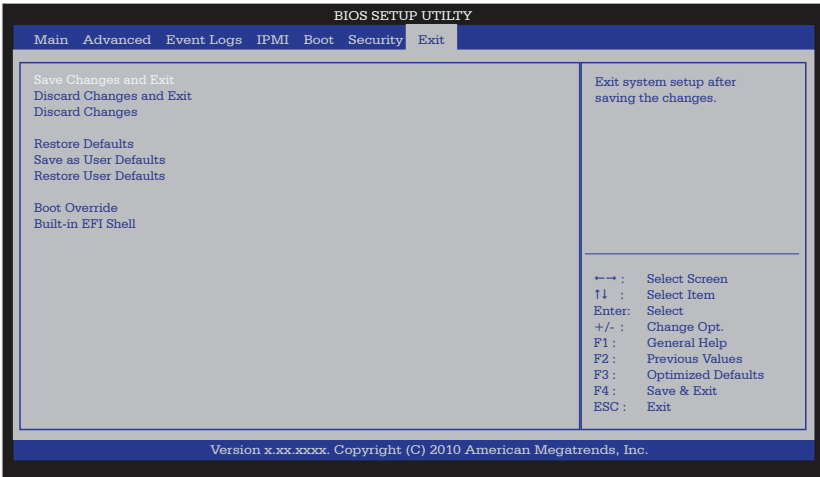 BIOS SETUP UTILTY
Main Advanced Event Logs IPMI Boot Security Exit
Save Changes and Exit
Discard Changes and Exit
Discard Changes
Restore Defaults
Save as User Defaults
Restore User Defaults
Boot Override
Built-in EFI Shell
Exit system setup after
saving the changes.
←→ : Select Screen
↑↓ : Select Item
Enter: Select
+/- : Change Opt.
F1 : General Help
F2 : Previous Values
F3 : Optimized Defaults
F4 : Save & Exit
ESC : Exit
Version x.xx.xxxx. Copyright (C) 2010 American Megatrends, Inc.